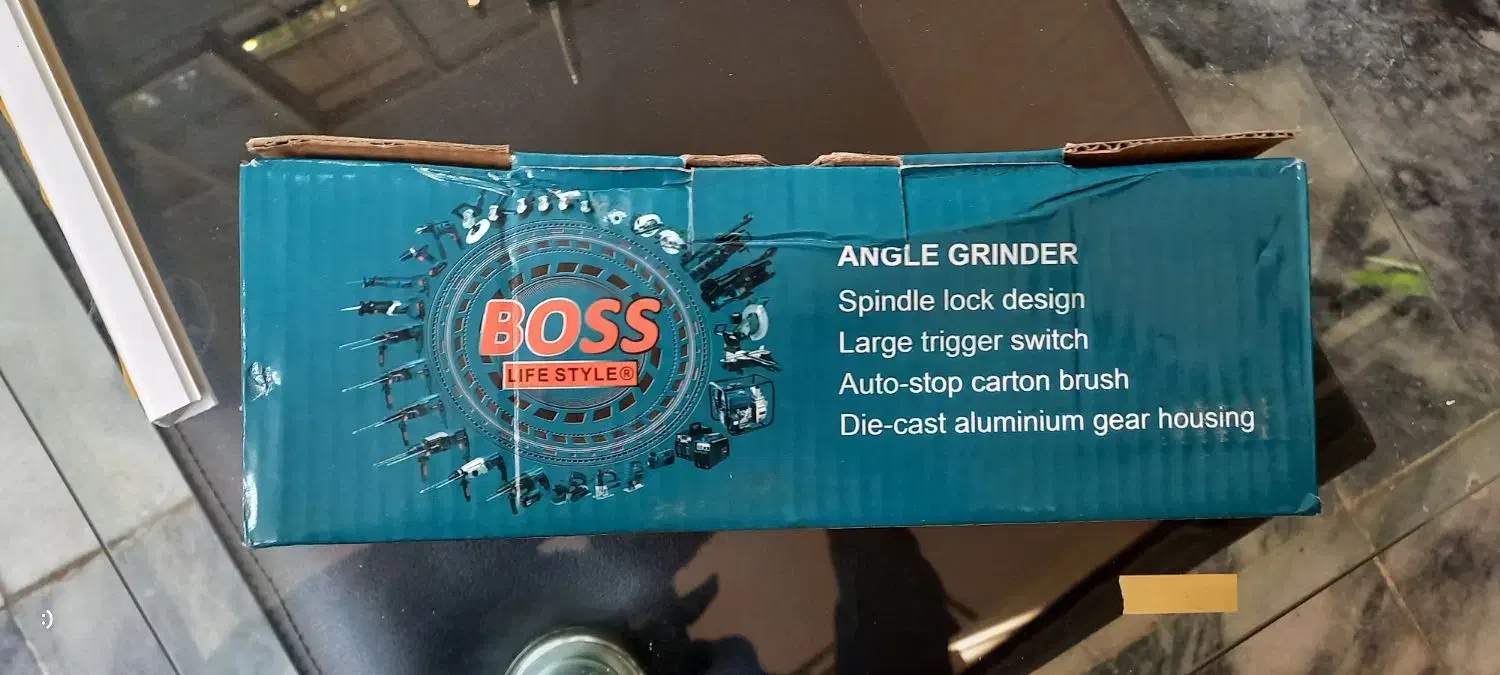 BOSS
LIFE STYLE®
ANGLE GRINDER
Spindle lock design
Large trigger switch
Auto-stop carton brush
Die-cast aluminium gear housing
:)